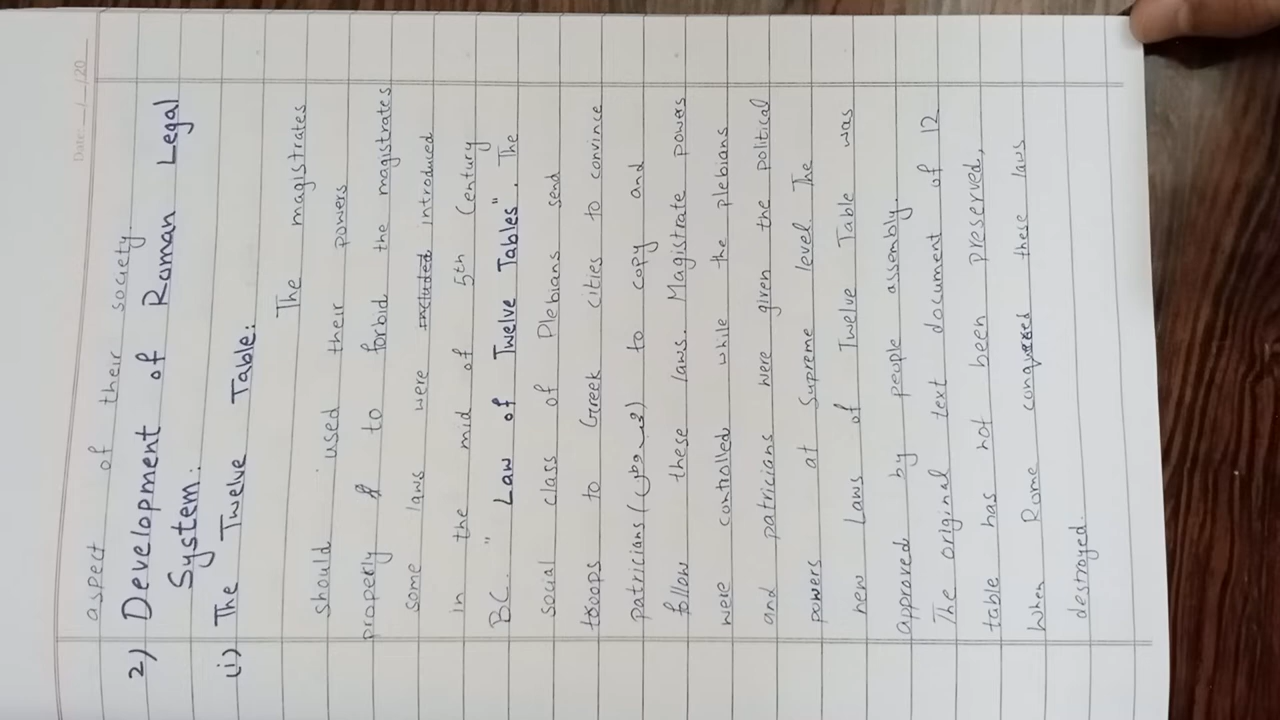 Date: __/__/20__
aspect of their society.
2) Development of Roman Legal
System:
(i) The Twelve Table:
The magistrates
should used their powers
properly & to forbid the magistrates
some laws were introduced
in the mid of 5th Century
BC. "Law of Twelve Tables". The
social class of Plebians send
troops to Greek cities to convince
patricians ( ) to copy and
follow these laws. Magistrate powers
were controlled while the plebians
and patricians were given the political
powers at Supreme level. The
new Laws of Twelve Table was
approved by people assembly.
The original text document of 12
table has not been preserved,
When Rome conquered these laws
destroyed.